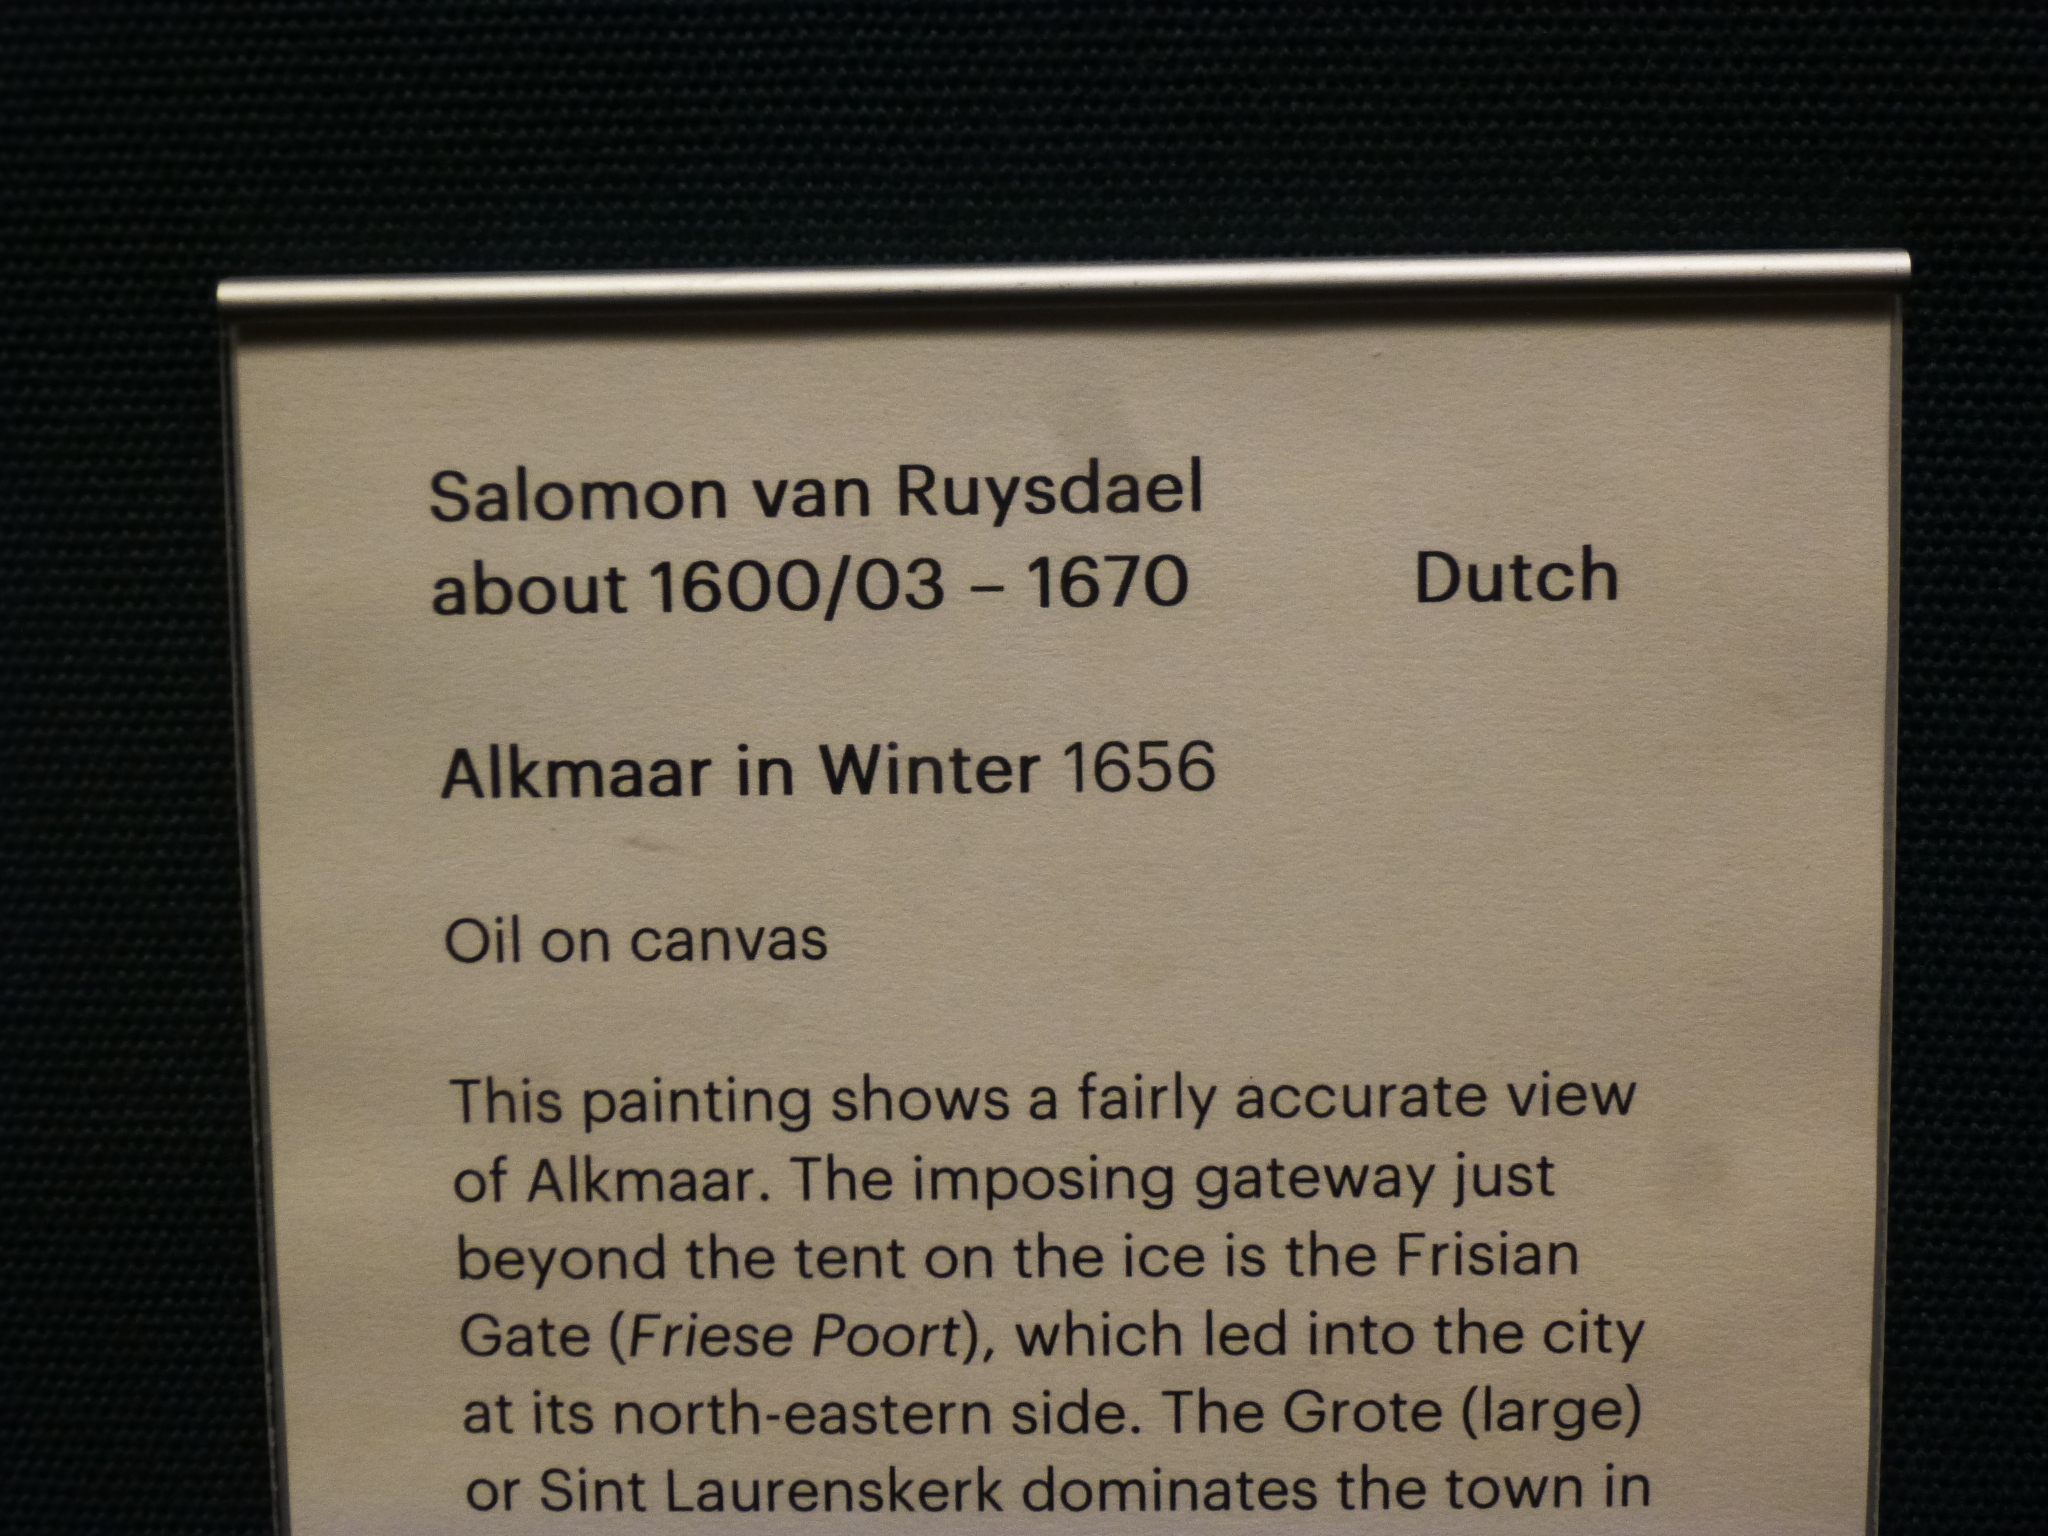 Salomon van Ruysdael
about 1600/03 – 1670 Dutch
Alkmaar in Winter 1656
Oil on canvas
This painting shows a fairly accurate view
of Alkmaar. The imposing gateway just
beyond the tent on the ice is the Frisian
Gate (Friese Poort), which led into the city
at its north-eastern side. The Grote (large)
or Sint Laurenskerk dominates the town in